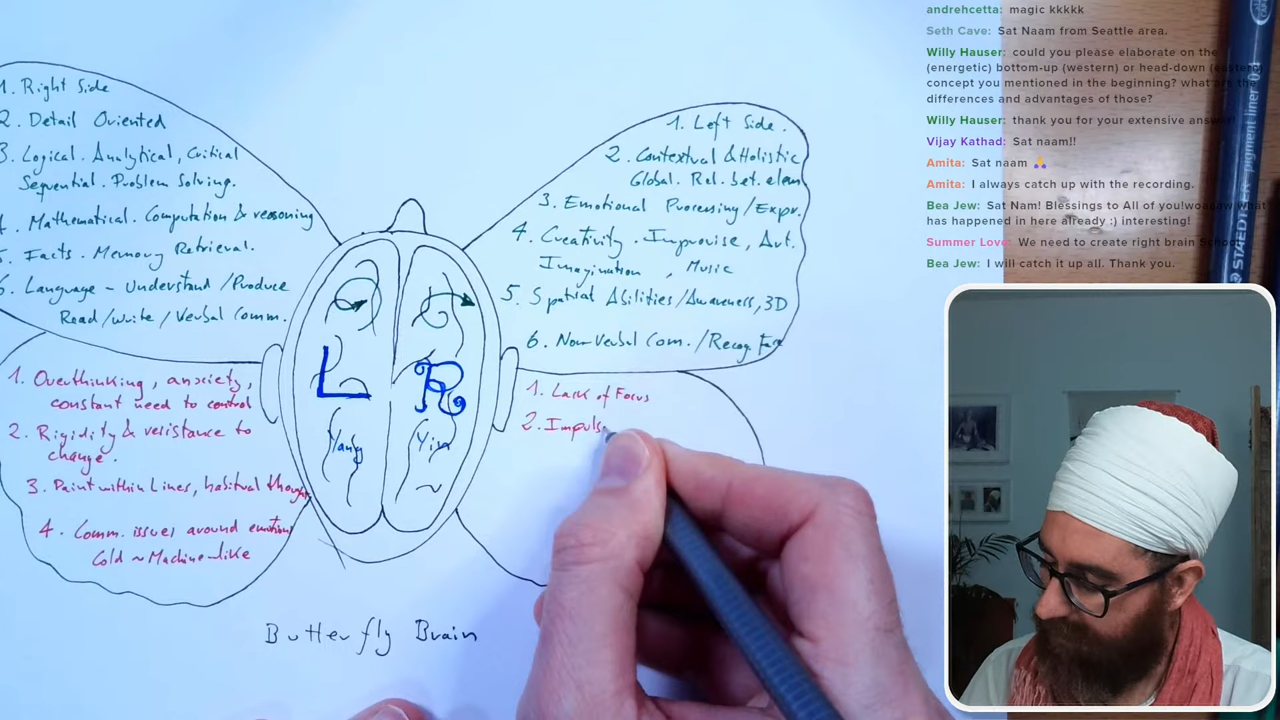 1. Right Side
2. Detail Oriented
3. Logical. Analytical, Critical
Sequential. Problem Solving.
4. Mathematical. Computation & reasoning
5. Facts. Memory Retrieval.
6. Language - Understand/Produce
Read/Write/Verbal Comm.
1. Overthinking, anxiety,
constant need to control
2. Rigidity & resistance to
change.
3. Paint within Lines, habitual
4. Comm. issues around
Cold ~ Machine-like
L
R
Yang
Yin
Butterfly Brain
1. Left Side.
2. Contextual & Holistic
Global. Rel. bet. elem
3. Emotional Processing/Expr.
4. Creativity. Improvise, Art.
Imagination, Music
5. Spatial Abilities/Awareness, 3D
6. Non-Verbal Com./Recog. Face
1. Lack of Focus
2. Impuls
andrehcetta: magic kkkkk
Seth Cave: Sat Naam from Seattle area.
Willy Hauser: could you please elaborate on the
(energetic) bottom-up (western) or head-down (eastern)
concept you mentioned in the beginning? what are the
differences and advantages of those?
Willy Hauser: thank you for your extensive
Vijay Kathad: Sat naam!!
Amita: Sat naam 🙏
Amita: I always catch up with the recording.
Bea Jew: Sat Nam! Blessings to All of you! what
has happened in here already :) interesting!
Summer Love: We need to create right brain
Bea Jew: I will catch it up all. Thank you.
STAEDTLER pigment liner